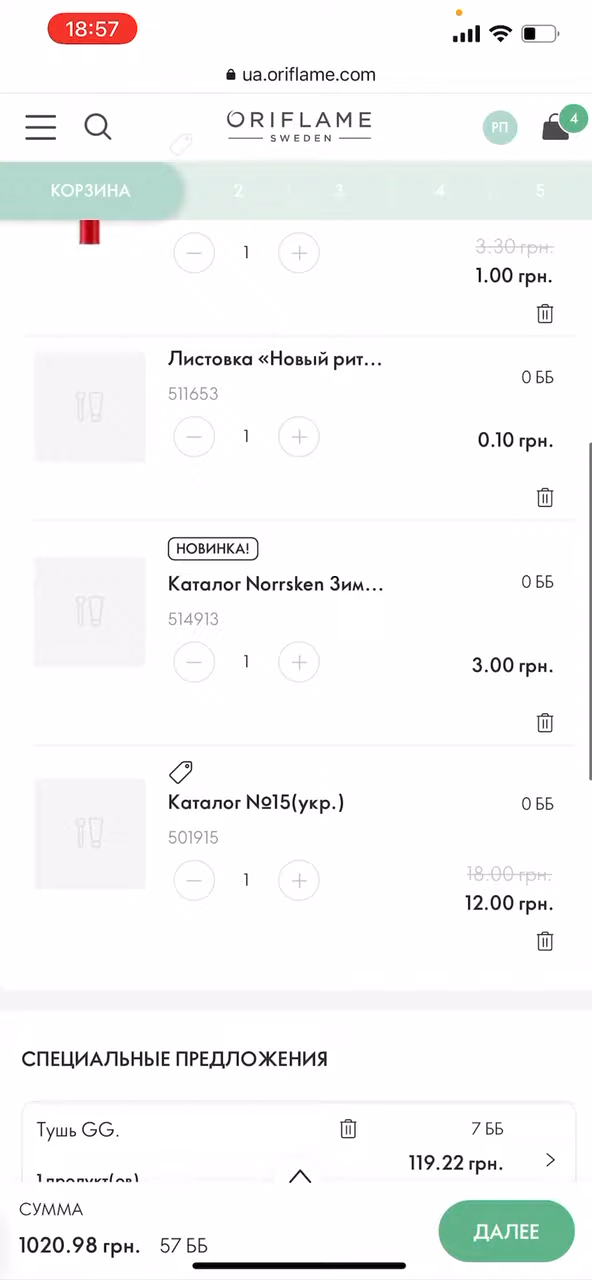 18:57
ua.oriflame.com
ORIFLAME
SWEDEN
РП
4
КОРЗИНА
2
3
4
5
1
3.30 грн.
1.00 грн.
Листовка «Новый рит...
0 ББ
511653
1
0.10 грн.
НОВИНКА!
Каталог Norrsken Зим...
0 ББ
514913
1
3.00 грн.
Каталог №15(укр.)
0 ББ
501915
1
18.00 грн.
12.00 грн.
СПЕЦИАЛЬНЫЕ ПРЕДЛОЖЕНИЯ
Тушь GG.
7 ББ
119.22 грн.
1 продукт(ов)
СУММА
1020.98 грн.
57 ББ
ДАЛЕЕ